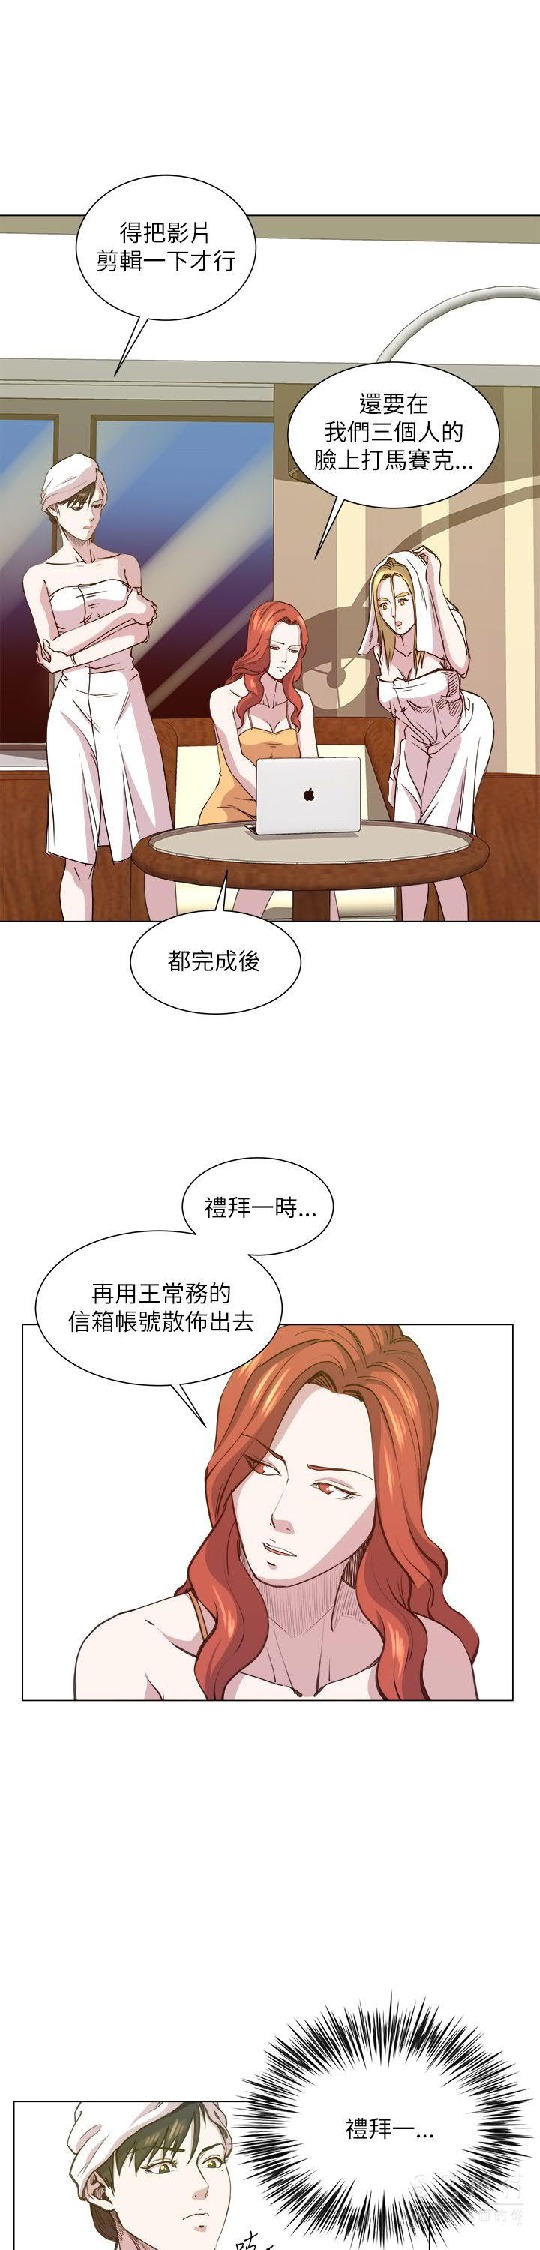 得把影片
剪輯一下才行
還要在
我們三個人的
臉上打馬賽克...
都完成後
禮拜一時...
再用王常務的
信箱帳號散佈出去
禮拜一...